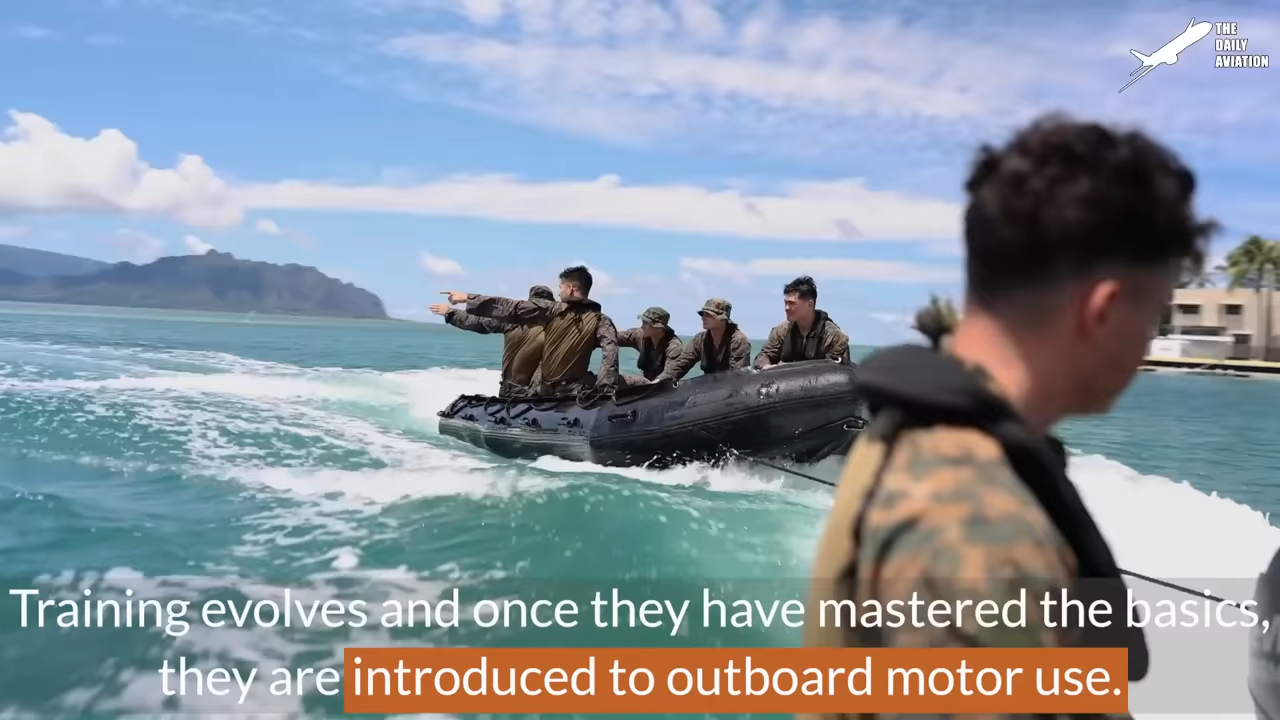 THE
DAILY
AVIATION
Training evolves and once they have mastered the basics,
they are introduced to outboard motor use.